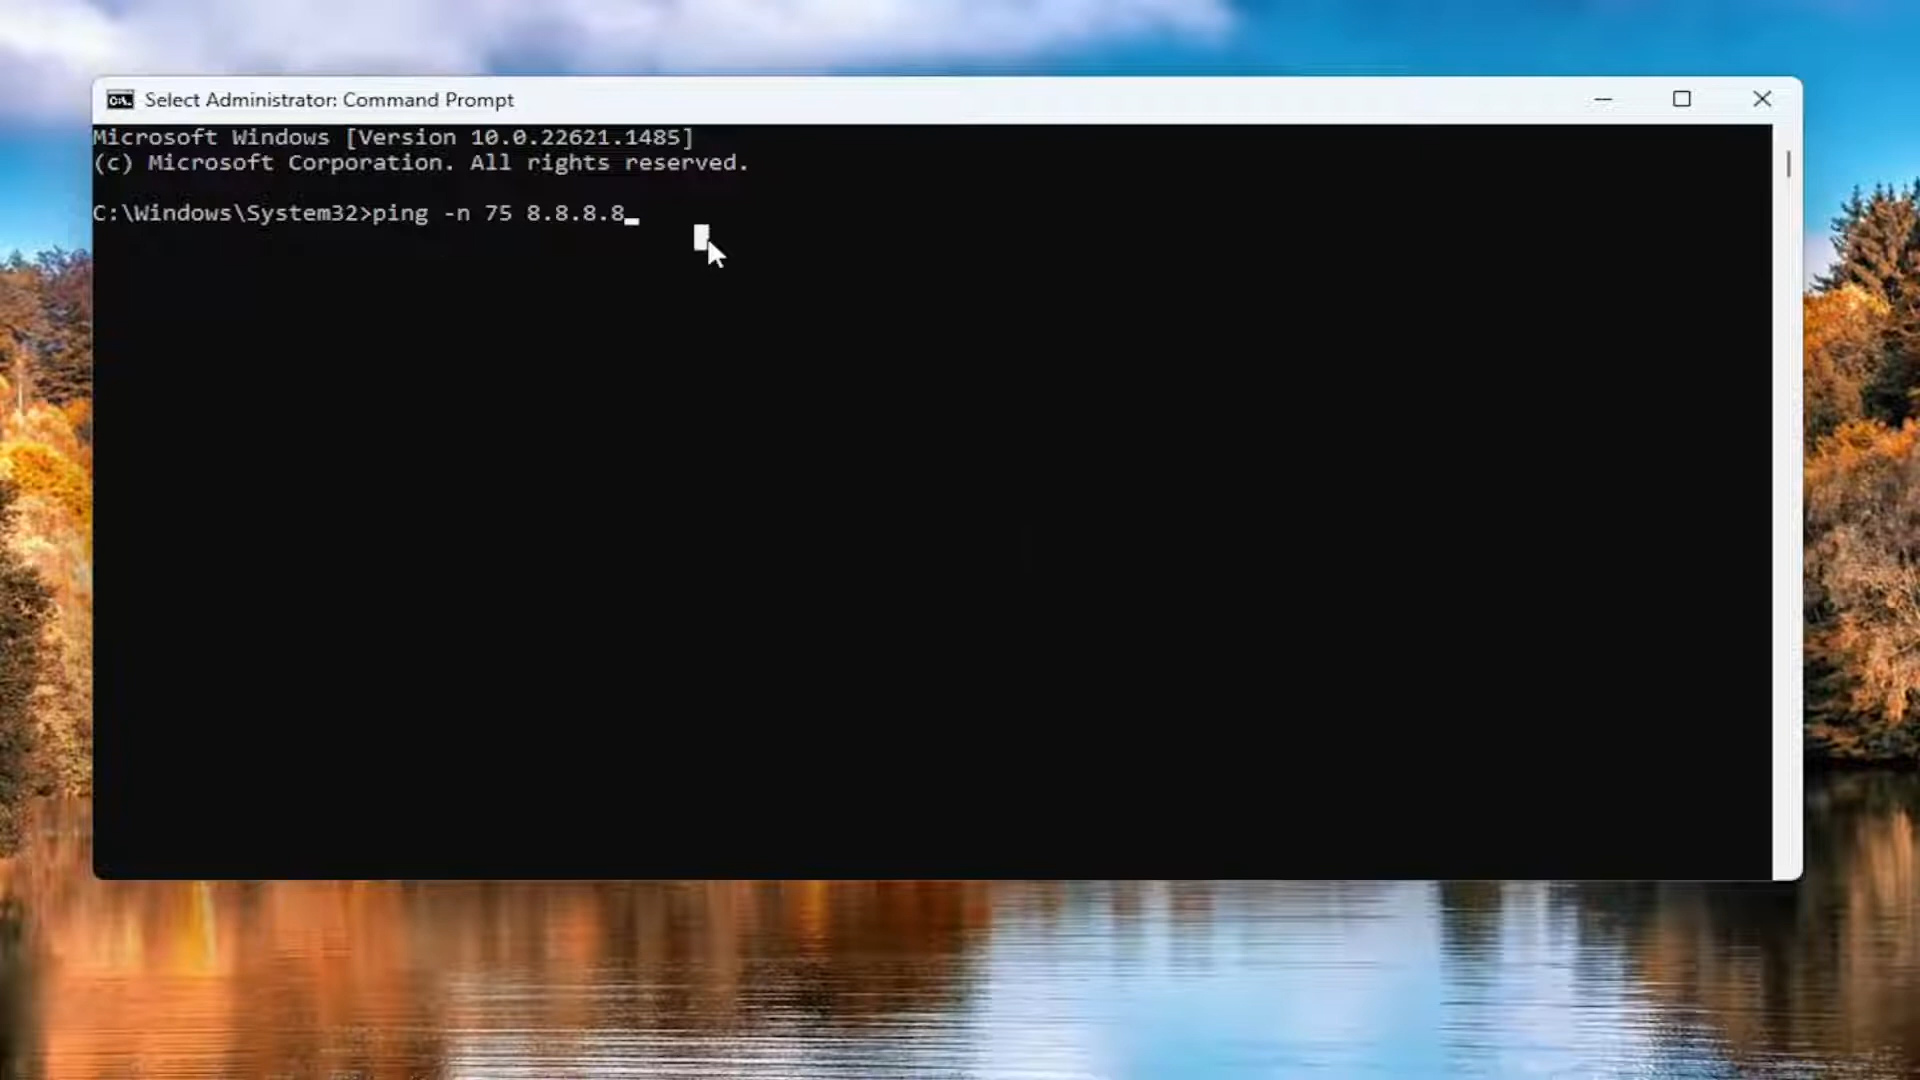 Select Administrator: Command Prompt
Microsoft Windows [Version 10.0.22621.1485]
(c) Microsoft Corporation. All rights reserved.
C:\Windows\System32>ping -n 75 8.8.8.8